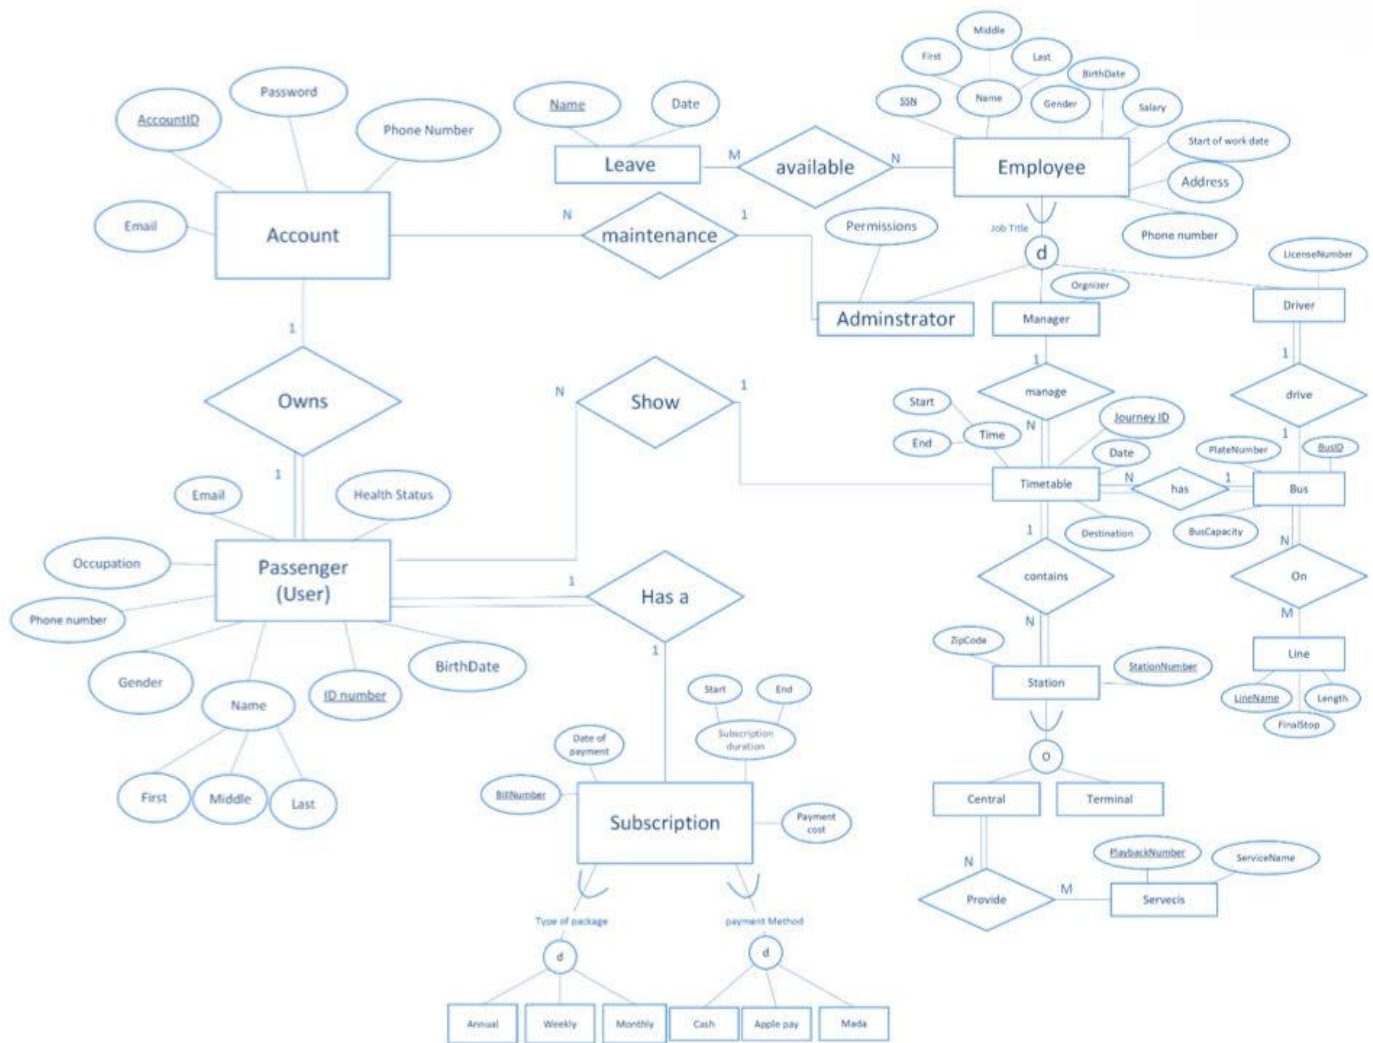 Middle
First
Last
BirthDate
Name
Date
SSN
Name
Gender
Salary
Password
AccountID
Phone Number
Start of work date
Leave
M
available
N
Employee
Address
Email
Account
N
maintenance
1
Permissions
Job Title
Phone number
d
LicenseNumber
Orgnizer
Adminstrator
Manager
Driver
1
1
1
Owns
N
Show
1
manage
drive
Start
Journey ID
N
1
End
Time
Date
PlateNumber
BusID
1
Email
Health Status
Timetable
N
has
1
Bus
Destination
BusCapacity
1
N
Occupation
Passenger
(User)
1
Has a
contains
On
Phone number
N
M
ZipCode
1
Line
Gender
BirthDate
ID number
Name
Start
End
Station
StationNumber
LineName
Length
FinalStop
Date of
payment
Subscription
duration
O
First
Middle
Last
BillNumber
Subscription
Payment
cost
Central
Terminal
PlaybackNumber
ServiceName
N
Provide
M
Servecis
Type of package
payment Method
d
d
Annual
Weekly
Monthly
Cash
Apple pay
Mada